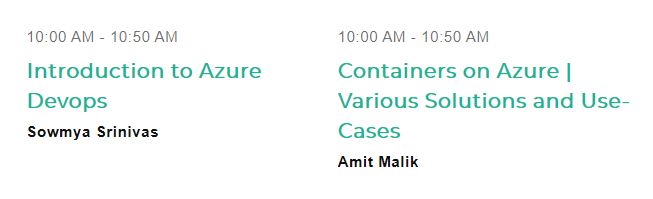 10:00 AM - 10:50 AM
Introduction to Azure
Devops
Sowmya Srinivas
10:00 AM - 10:50 AM
Containers on Azure |
Various Solutions and Use-
Cases
Amit Malik